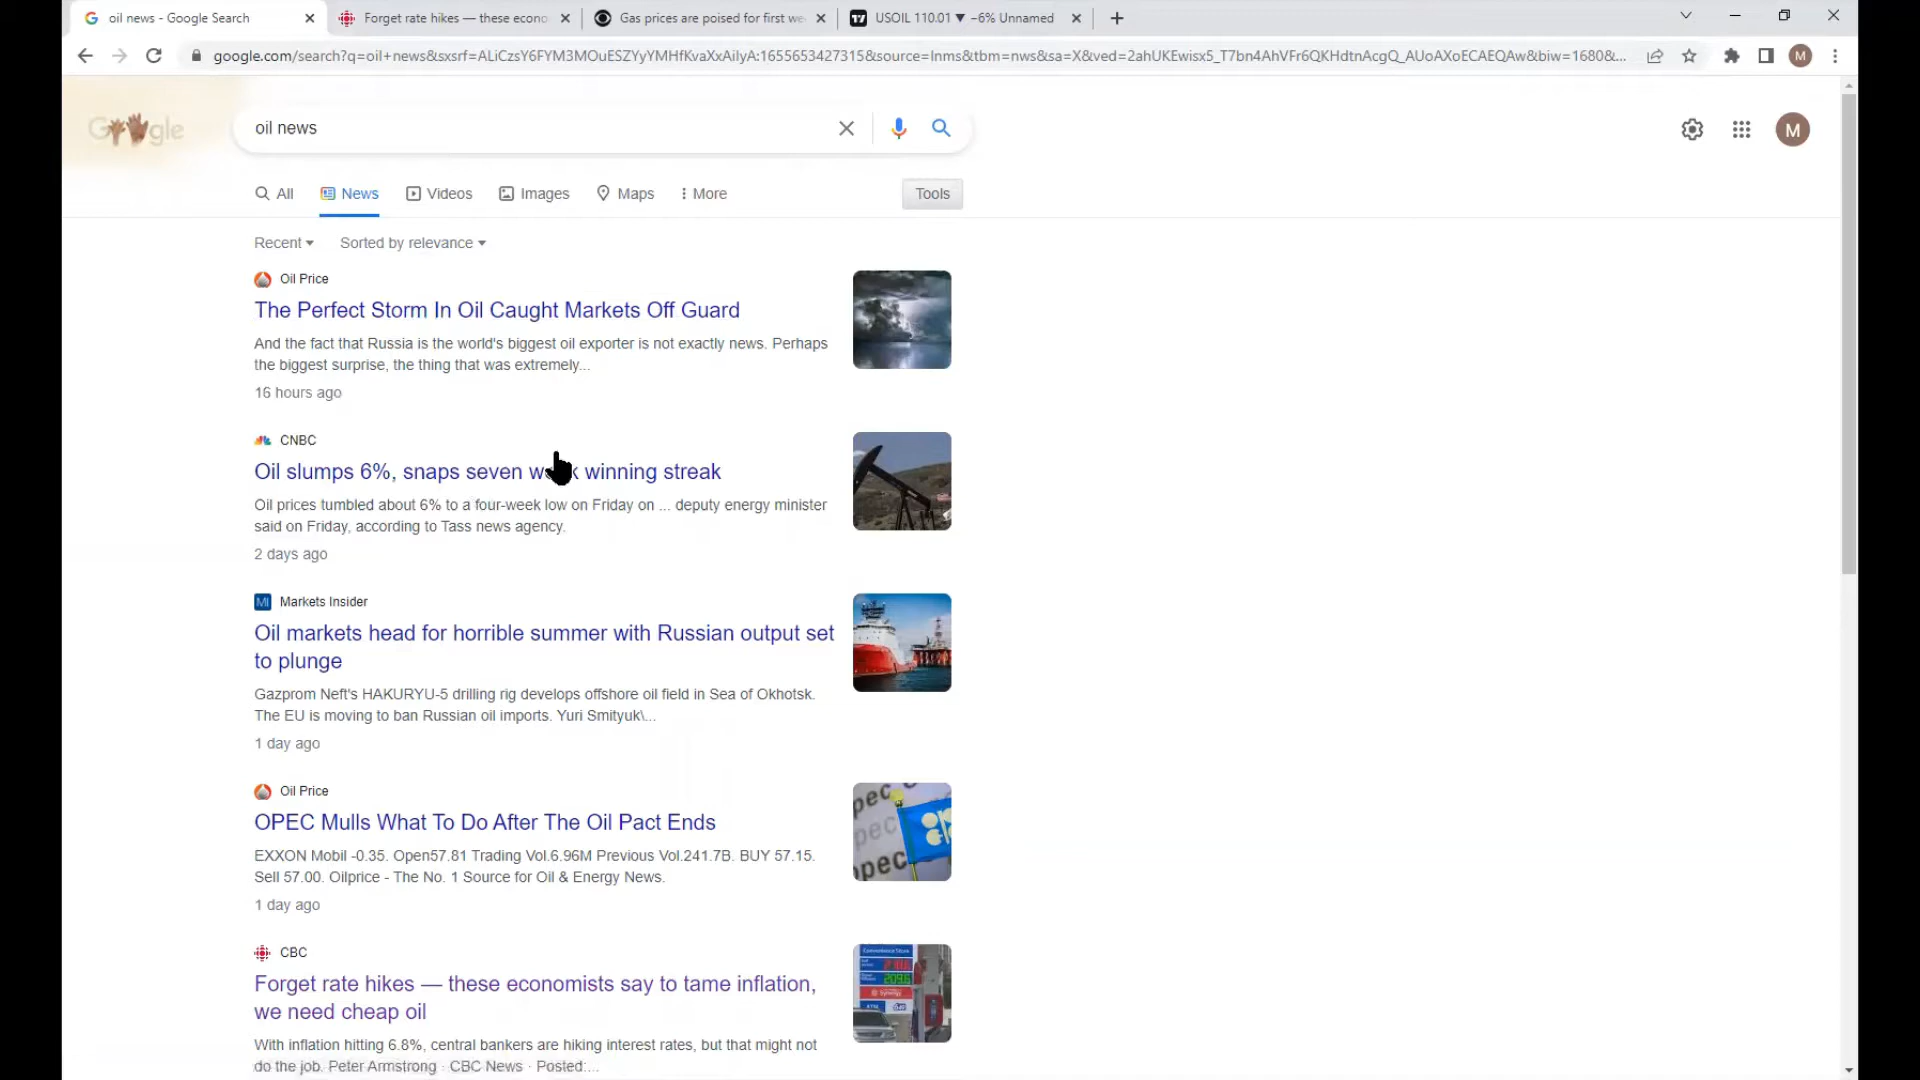 oil news - Google Search
Forget rate hikes — these econo
Gas prices are poised for first we
USOIL 110.01 ▼ −6% Unnamed
google.com/search?q=oil+news&sxsrf=ALiCzsY6FYM3MOuESZYyYMHfKvaXxAilyA:1655653427315&source=lnms&tbm=nws&sa=X&ved=2ahUKEwisx5_T7bn4AhVFr6QKHdtnAcgQ_AUoAXoECAEQAw&biw=1680&...
M
Google
oil news
M
All
News
Videos
Images
Maps
More
Tools
Recent
Sorted by relevance
Oil Price
The Perfect Storm In Oil Caught Markets Off Guard
And the fact that Russia is the world's biggest oil exporter is not exactly news. Perhaps
the biggest surprise, the thing that was extremely...
16 hours ago
CNBC
Oil slumps 6%, snaps seven week winning streak
Oil prices tumbled about 6% to a four-week low on Friday on ... deputy energy minister
said on Friday, according to Tass news agency.
2 days ago
MI Markets Insider
Oil markets head for horrible summer with Russian output set
to plunge
Gazprom Neft's HAKURYU-5 drilling rig develops offshore oil field in Sea of Okhotsk.
The EU is moving to ban Russian oil imports. Yuri Smityuk\...
1 day ago
Oil Price
OPEC Mulls What To Do After The Oil Pact Ends
EXXON Mobil -0.35. Open57.81 Trading Vol.6.96M Previous Vol.241.7B. BUY 57.15.
Sell 57.00. Oilprice - The No. 1 Source for Oil & Energy News.
1 day ago
opec
opec
CBC
Forget rate hikes — these economists say to tame inflation,
we need cheap oil
With inflation hitting 6.8%, central bankers are hiking interest rates, but that might not
do the job. Peter Armstrong · CBC News · Posted:...